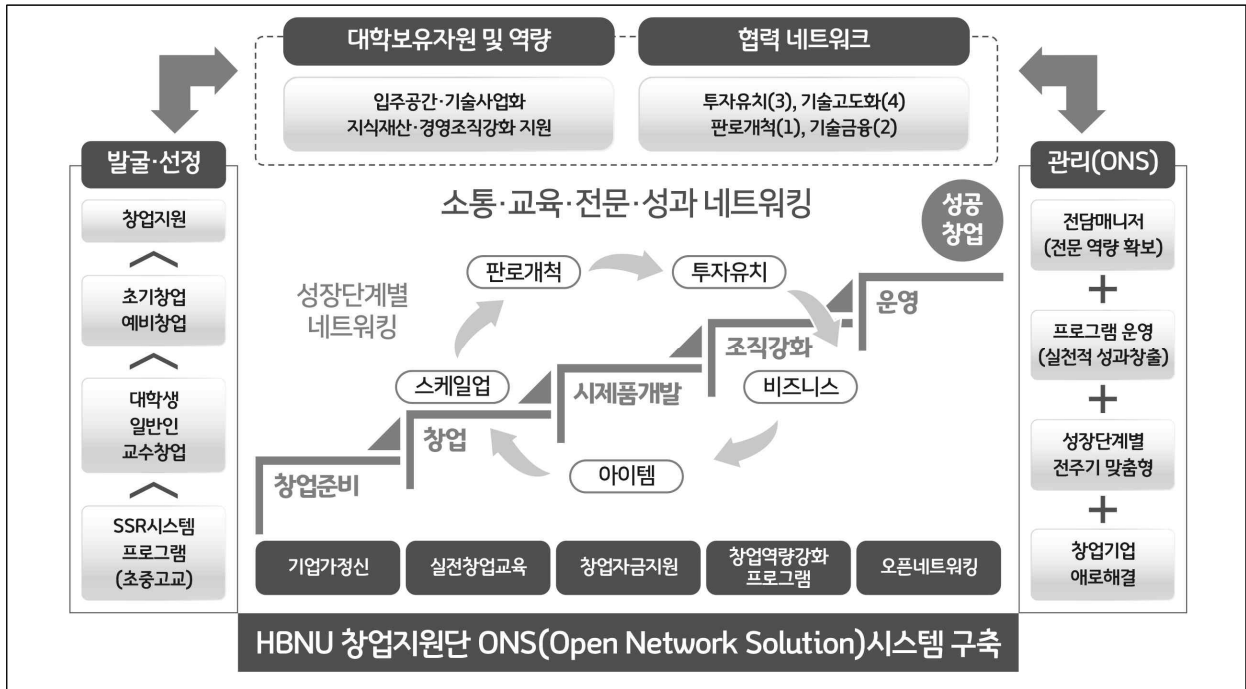 대학보유자원 및 역량
입주공간·기술사업화
지식재산·경영조직강화 지원
협력 네트워크
투자유치(3), 기술고도화(4)
판로개척(1), 기술금융(2)
발굴·선정
창업지원
초기창업
예비창업
대학생
일반인
교수창업
SSR시스템
프로그램
(초중고교)
소통·교육·전문·성과 네트워킹
성공
창업
성장단계별
네트워킹
판로개척
투자유치
스케일업
비즈니스
아이템
창업준비
창업
시제품개발
조직강화
운영
기업가정신
실전창업교육
창업자금지원
창업역량강화
프로그램
오픈네트워킹
관리(ONS)
전담매니저
(전문 역량 확보)
+
프로그램 운영
(실천적 성과창출)
+
성장단계별
전주기 맞춤형
+
창업기업
애로해결
HBNU 창업지원단 ONS(Open Network Solution)시스템 구축